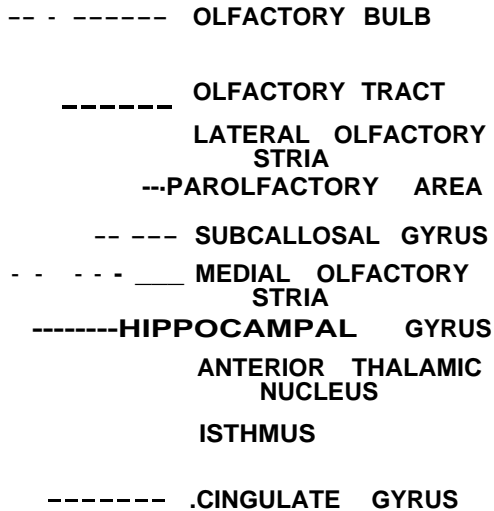 OLFACTORY BULB
OLFACTORY TRACT
LATERAL OLFACTORY
STRIA
PAROLFACTORY AREA
SUBCALLOSAL GYRUS
MEDIAL OLFACTORY
STRIA
HIPPOCAMPAL GYRUS
ANTERIOR THALAMIC
NUCLEUS
ISTHMUS
.CINGULATE GYRUS